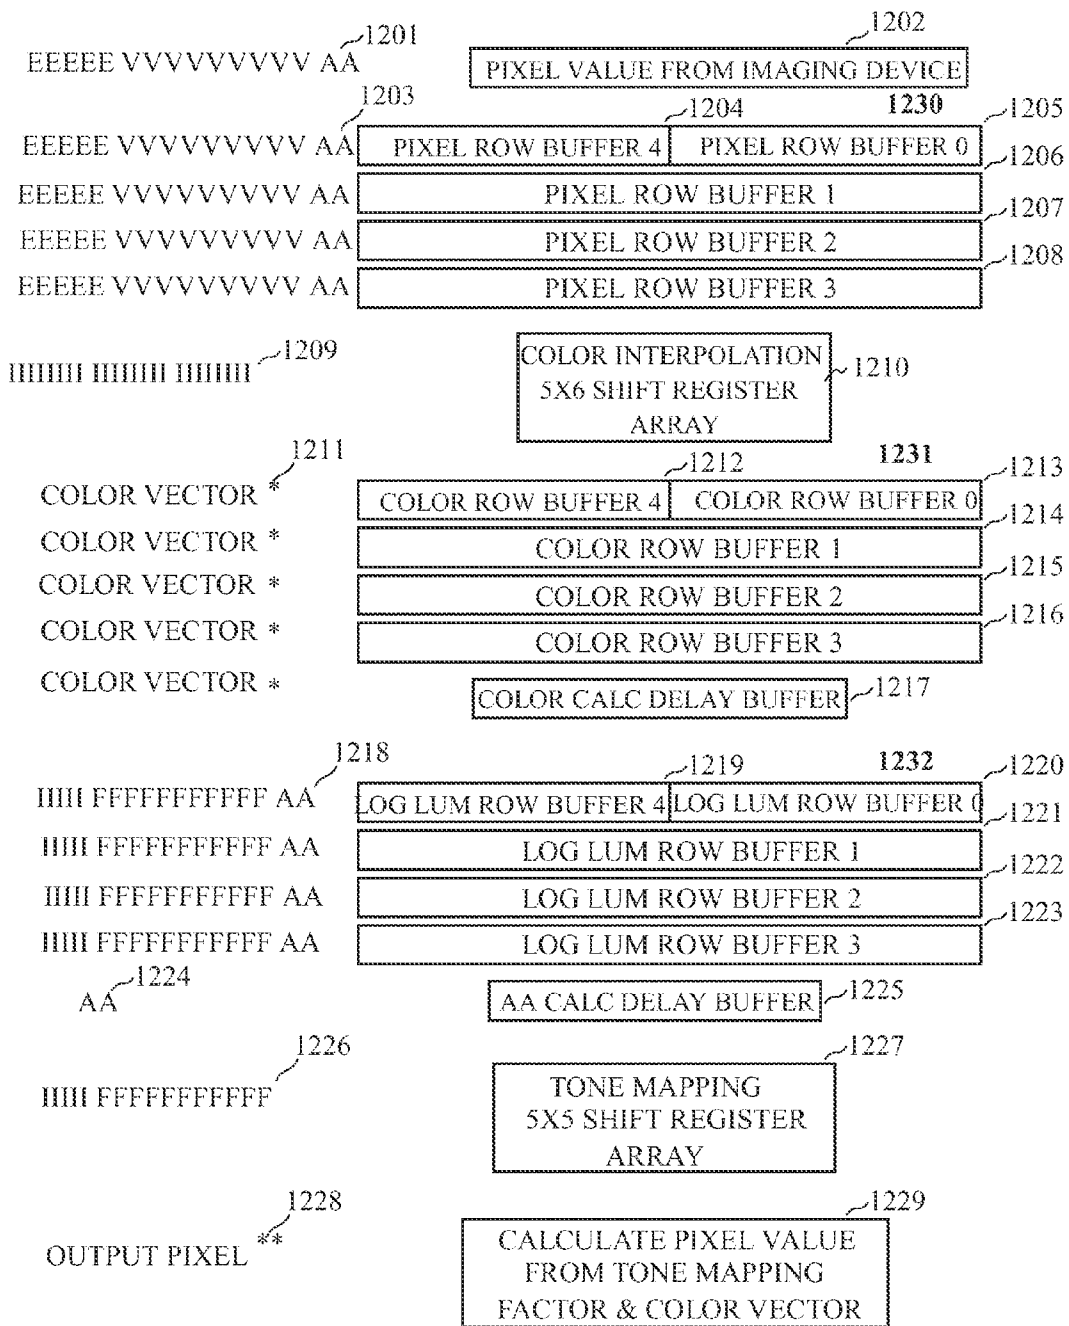 1201
1202
EEEEE VVVVVVVVV AA
PIXEL VALUE FROM IMAGING DEVICE
1203
1204
1230
1205
EEEEE VVVVVVVVV AA
PIXEL ROW BUFFER 4
PIXEL ROW BUFFER 0
1206
EEEEE VVVVVVVVV AA
PIXEL ROW BUFFER 1
1207
EEEEE VVVVVVVVV AA
PIXEL ROW BUFFER 2
1208
EEEEE VVVVVVVVV AA
PIXEL ROW BUFFER 3
1209
IIIIIIII IIIIIIII IIIIIIII
COLOR INTERPOLATION
5X6 SHIFT REGISTER
ARRAY
1210
1211
1212
1231
1213
COLOR VECTOR *
COLOR ROW BUFFER 4
COLOR ROW BUFFER 0
1214
COLOR VECTOR *
COLOR ROW BUFFER 1
1215
COLOR VECTOR *
COLOR ROW BUFFER 2
1216
COLOR VECTOR *
COLOR ROW BUFFER 3
COLOR VECTOR *
COLOR CALC DELAY BUFFER
1217
1218
1219
1232
1220
IIIII FFFFFFFFFFF AA
LOG LUM ROW BUFFER 4
LOG LUM ROW BUFFER 0
1221
IIIII FFFFFFFFFFF AA
LOG LUM ROW BUFFER 1
1222
IIIII FFFFFFFFFFF AA
LOG LUM ROW BUFFER 2
1223
IIIII FFFFFFFFFFF AA
LOG LUM ROW BUFFER 3
1224
AA
AA CALC DELAY BUFFER
1225
1226
1227
IIIII FFFFFFFFFFF
TONE MAPPING
5X5 SHIFT REGISTER
ARRAY
1228
1229
OUTPUT PIXEL **
CALCULATE PIXEL VALUE
FROM TONE MAPPING
FACTOR & COLOR VECTOR